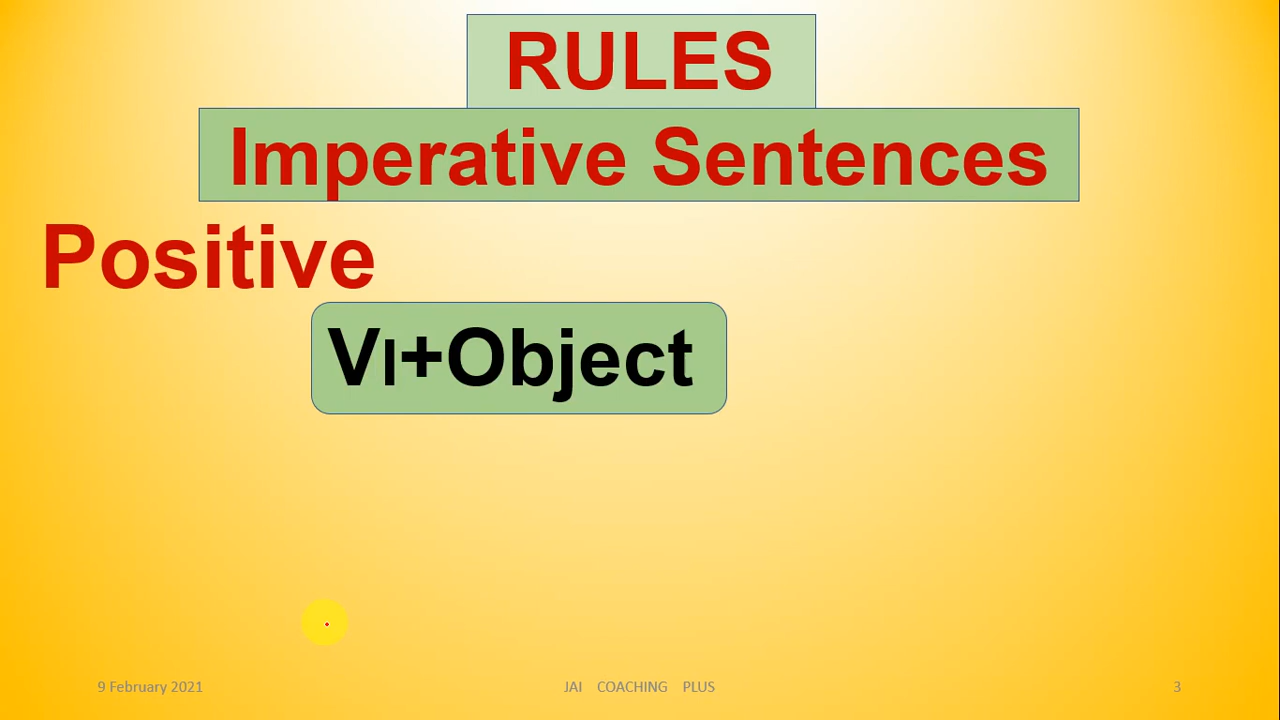 RULES
Imperative Sentences
Positive
VI+Object
9 February 2021 JAI COACHING PLUS 3